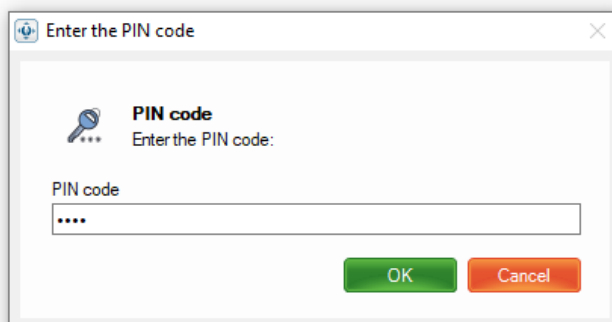 Enter the PIN code
PIN code
Enter the PIN code:
PIN code
••••
OK
Cancel